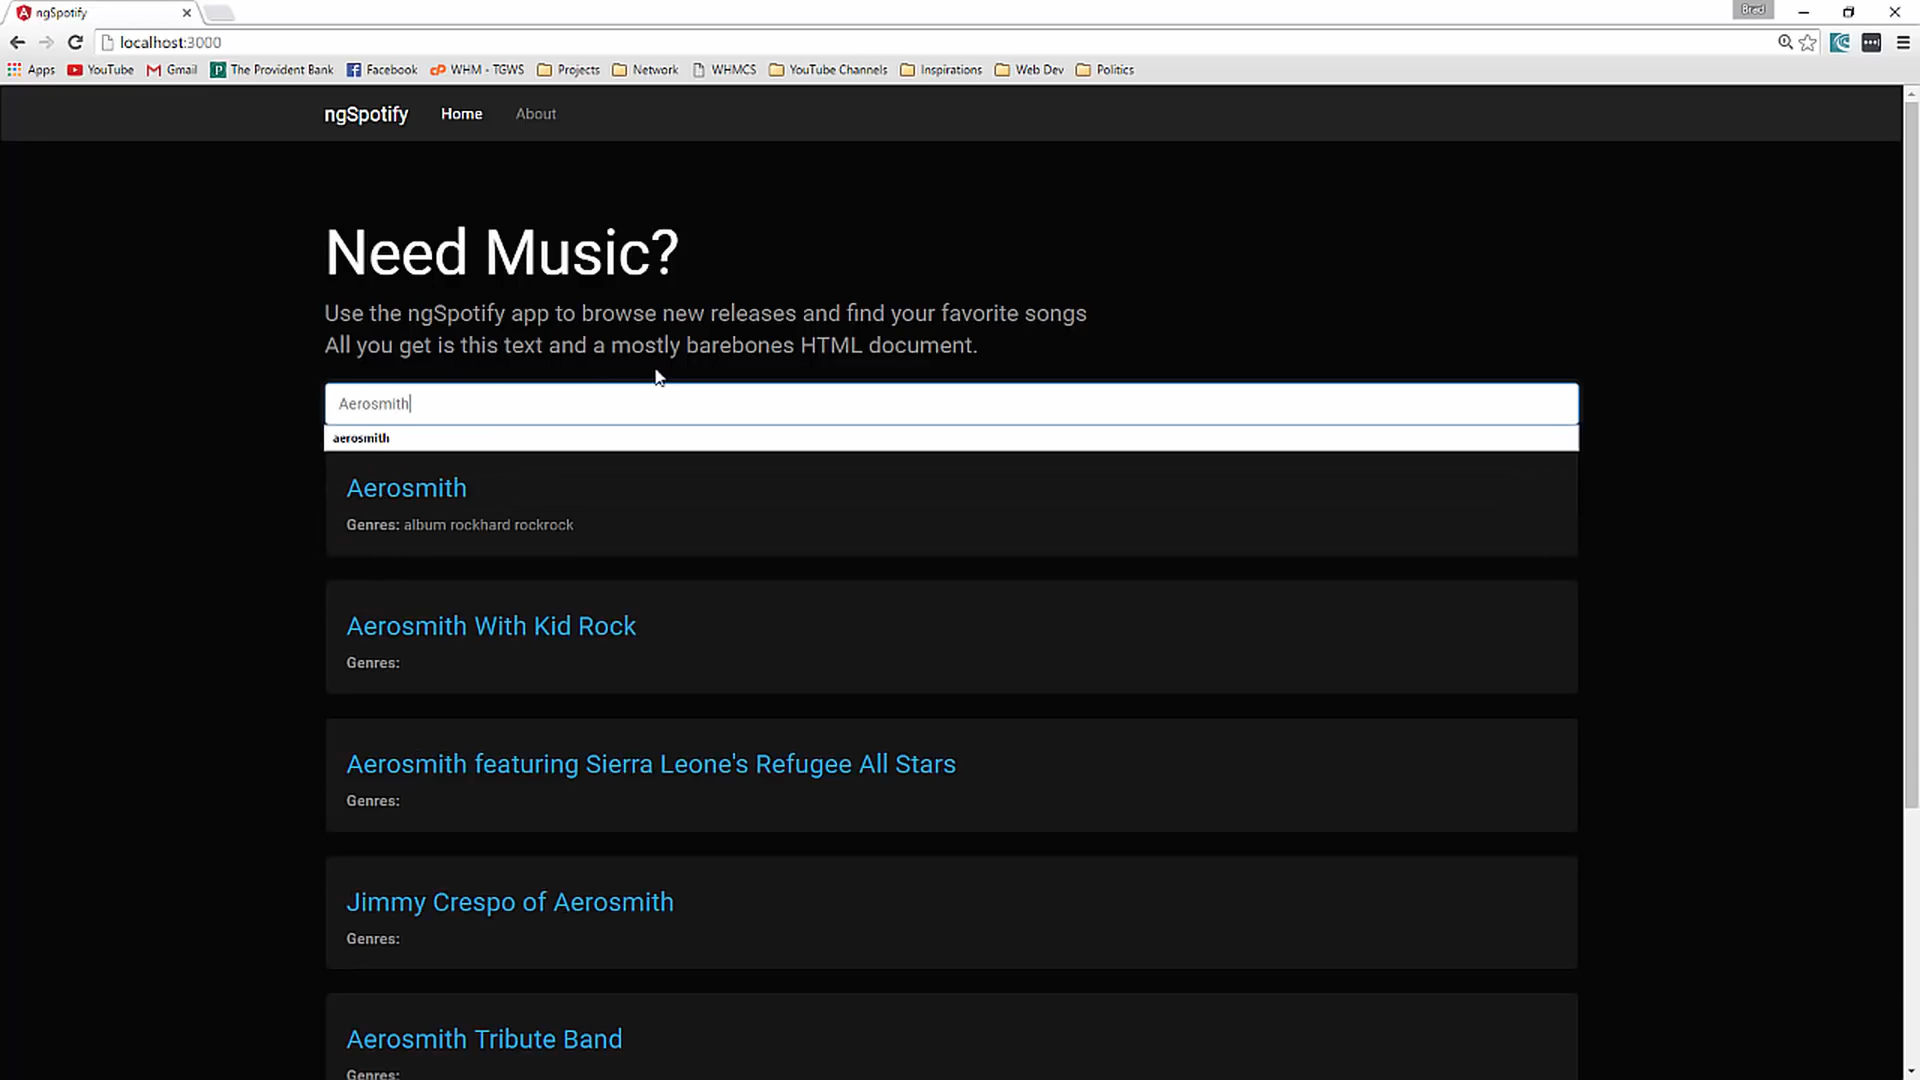 ngSpotify
Brad
localhost:3000
Apps YouTube Gmail The Provident Bank Facebook WHM - TGWS Projects Network WHMCS YouTube Channels Inspirations Web Dev Politics
ngSpotify Home About
Need Music?
Use the ngSpotify app to browse new releases and find your favorite songs
All you get is this text and a mostly barebones HTML document.
Aerosmith
aerosmith
Aerosmith
Genres: album rockhard rockrock
Aerosmith With Kid Rock
Genres:
Aerosmith featuring Sierra Leone's Refugee All Stars
Genres:
Jimmy Crespo of Aerosmith
Genres:
Aerosmith Tribute Band
Genres: